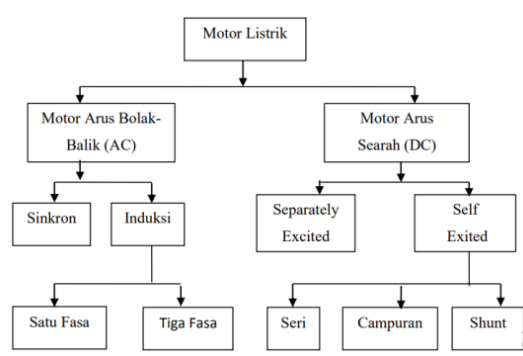 Motor Listrik
Motor Arus Bolak-
Balik (AC)
Motor Arus
Searah (DC)
Sinkron
Induksi
Separately
Excited
Self
Exited
Satu Fasa
Tiga Fasa
Seri
Campuran
Shunt